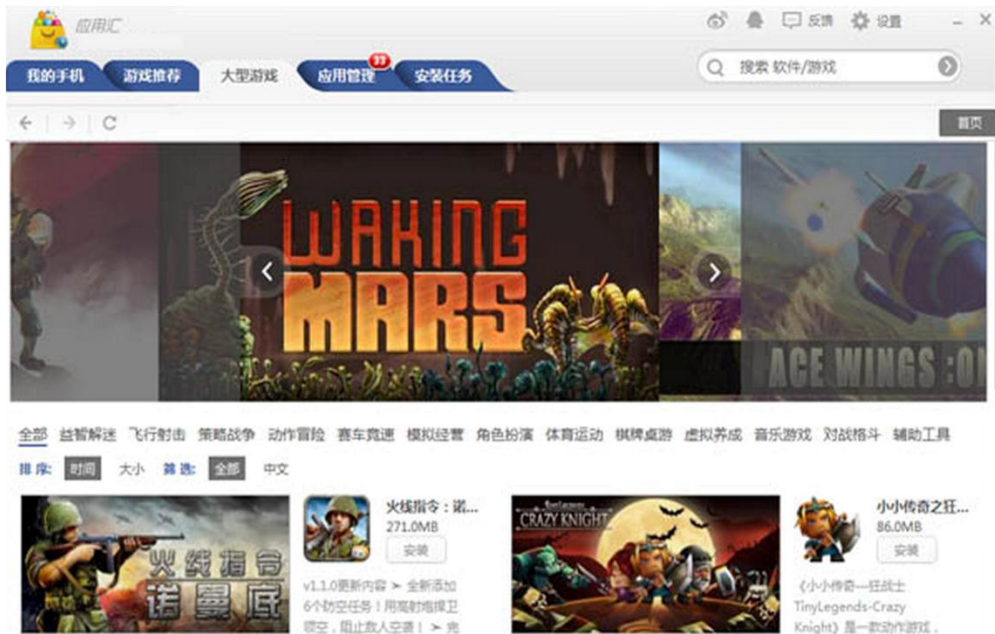 应用汇
反馈
设置
我的手机
游戏推荐
大型游戏
应用管理
33
安装任务
搜索 软件/游戏
首页
WAKING
MARS
ACE WINGS :ON
全部 益智解迷 飞行射击 策略战争 动作冒险 赛车竞速 模拟经营 角色扮演 体育运动 棋牌桌游 虚拟养成 音乐游戏 对战格斗 辅助工具
排 序: 时间 大小 筛 选: 全部 中文
火线指令
诺曼底
火线指令：诺...
271.0MB
安装
v1.1.0更新内容 ➢ 全新添加
6个防空任务！用高射炮捍卫
领空，阻止敌人空袭！ ➢ 完
TinyLegends
CRAZY KNIGHT
小小传奇之狂...
86.0MB
安装
《小小传奇—狂战士
TinyLegends-Crazy
Knight》是一款动作游戏，